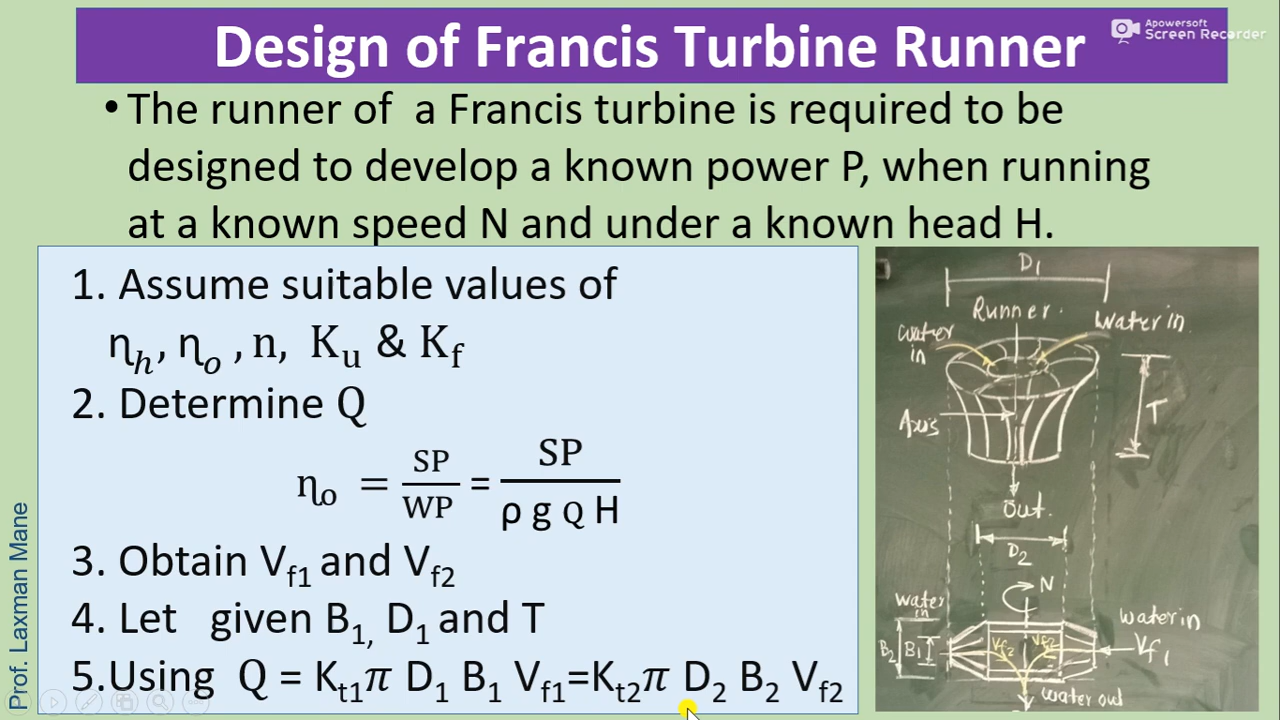 Design of Francis Turbine Runner
Apowersoft
Screen Recorder
• The runner of a Francis turbine is required to be
designed to develop a known power P, when running
at a known speed N and under a known head H.
1. Assume suitable values of
ηh, ηo , n, Ku & Kf
2. Determine Q
ηo = SP/WP = SP/ρ g Q H
3. Obtain Vf1 and Vf2
4. Let given B1, D1 and T
5.Using Q = Kt1π D1 B1 Vf1=Kt2π D2 B2 Vf2
Prof. Laxman Mane
D1
Runner.
water in
Water in.
Axis
T
Out.
D2
N
water in
water in
B2 B1 Vf2 Vf2 Vf1
water out